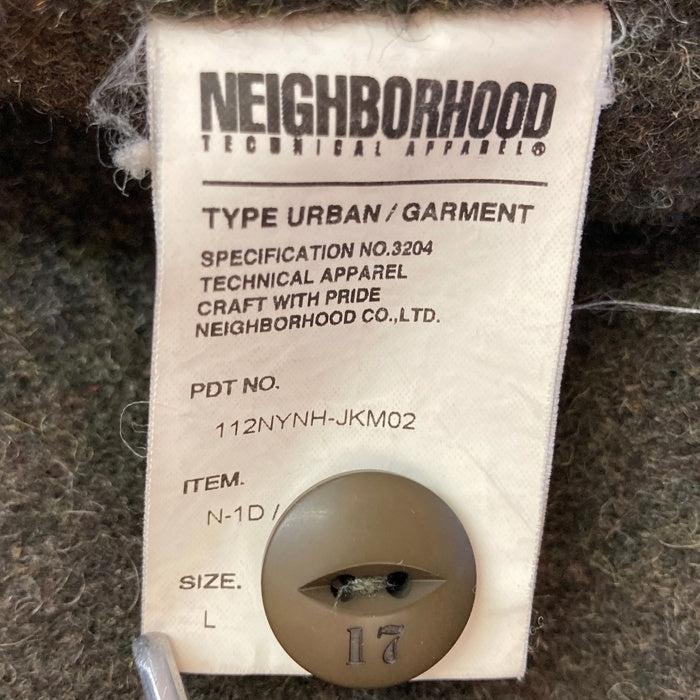 NEIGHBORHOOD
TECHNICAL APPAREL®
TYPE URBAN / GARMENT
SPECIFICATION NO.3204
TECHNICAL APPAREL
CRAFT WITH PRIDE
NEIGHBORHOOD CO.,LTD.
PDT NO.
112NYNH-JKM02
ITEM.
N-1D /
SIZE.
L
17